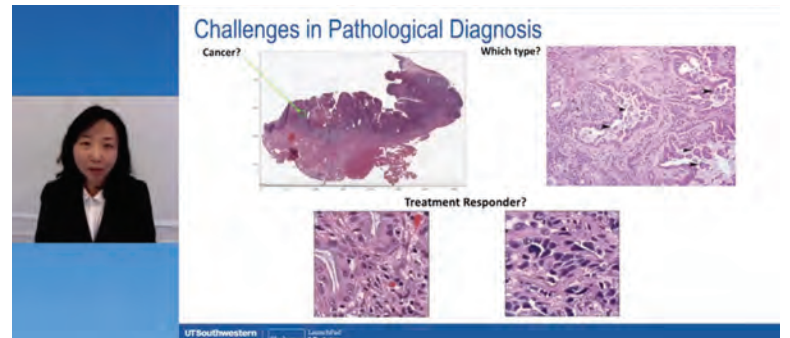 Challenges in Pathological Diagnosis
Cancer?
Which type?
Treatment Responder?
UTSouthwestern